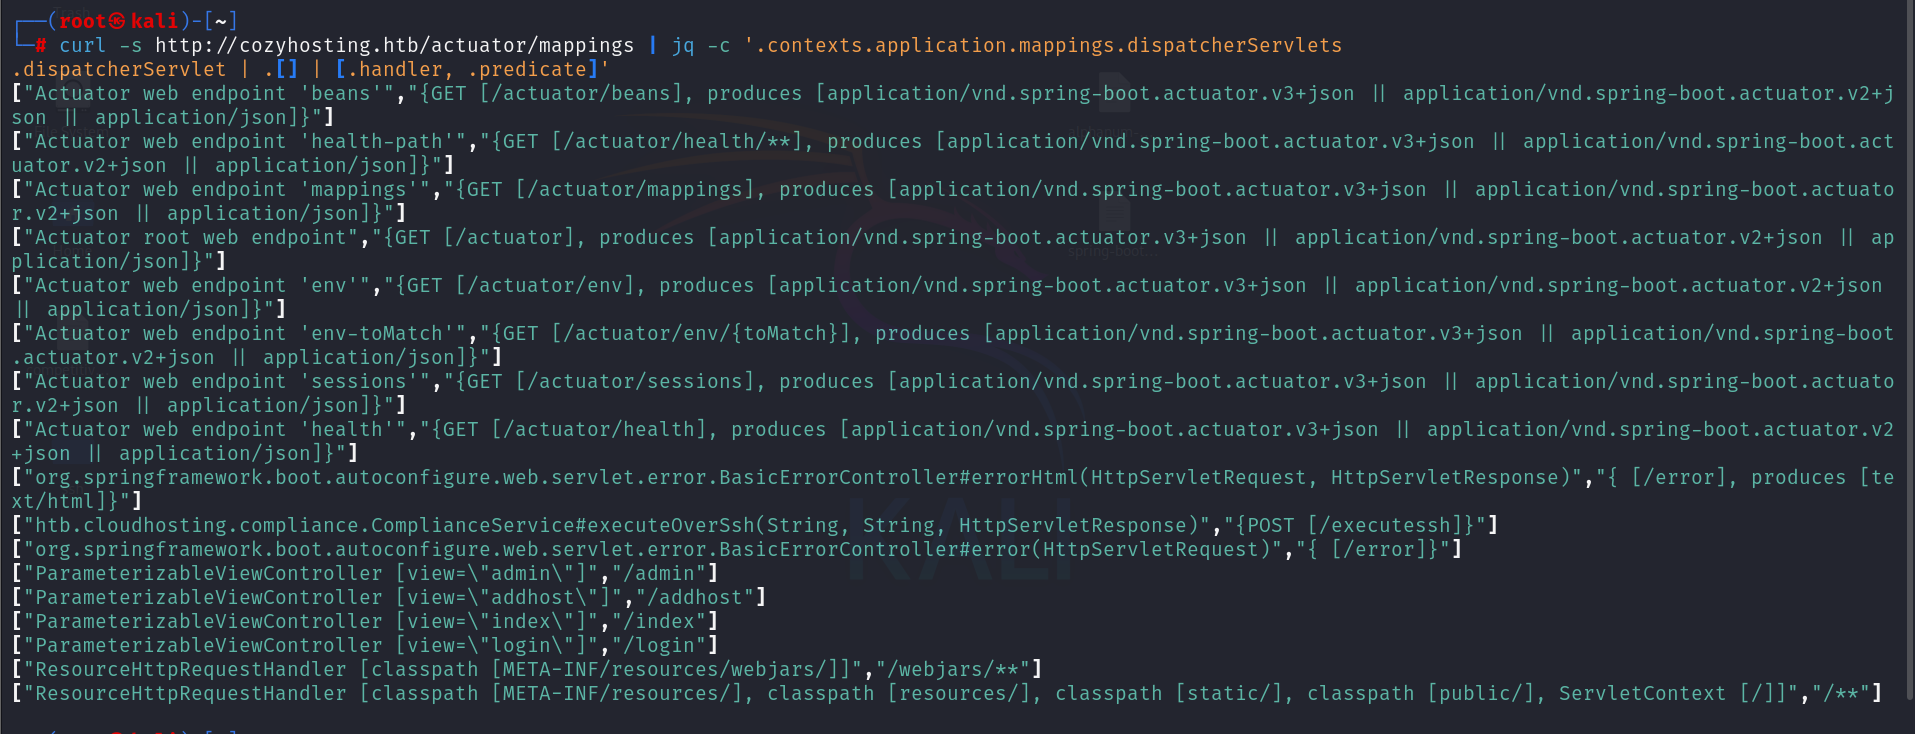 ┌──(root㉿kali)-[~]
└─# curl -s http://cozyhosting.htb/actuator/mappings | jq -c '.contexts.application.mappings.dispatcherServlets
.dispatcherServlet | .[] | [.handler, .predicate]'
["Actuator web endpoint 'beans'","{GET [/actuator/beans], produces [application/vnd.spring-boot.actuator.v3+json || application/vnd.spring-boot.actuator.v2+j
son || application/json]}"]
["Actuator web endpoint 'health-path'","{GET [/actuator/health/**], produces [application/vnd.spring-boot.actuator.v3+json || application/vnd.spring-boot.act
uator.v2+json || application/json]}"]
["Actuator web endpoint 'mappings'","{GET [/actuator/mappings], produces [application/vnd.spring-boot.actuator.v3+json || application/vnd.spring-boot.actuato
r.v2+json || application/json]}"]
["Actuator root web endpoint","{GET [/actuator], produces [application/vnd.spring-boot.actuator.v3+json || application/vnd.spring-boot.actuator.v2+json || ap
plication/json]}"]
["Actuator web endpoint 'env'","{GET [/actuator/env], produces [application/vnd.spring-boot.actuator.v3+json || application/vnd.spring-boot.actuator.v2+json
|| application/json]}"]
["Actuator web endpoint 'env-toMatch'","{GET [/actuator/env/{toMatch}], produces [application/vnd.spring-boot.actuator.v3+json || application/vnd.spring-boot
.actuator.v2+json || application/json]}"]
["Actuator web endpoint 'sessions'","{GET [/actuator/sessions], produces [application/vnd.spring-boot.actuator.v3+json || application/vnd.spring-boot.actuato
r.v2+json || application/json]}"]
["Actuator web endpoint 'health'","{GET [/actuator/health], produces [application/vnd.spring-boot.actuator.v3+json || application/vnd.spring-boot.actuator.v2
+json || application/json]}"]
["org.springframework.boot.autoconfigure.web.servlet.error.BasicErrorController#errorHtml(HttpServletRequest, HttpServletResponse)","{ [/error], produces [te
xt/html]}"]
["htb.cloudhosting.compliance.ComplianceService#executeOverSsh(String, String, HttpServletResponse)","{POST [/executessh]}"]
["org.springframework.boot.autoconfigure.web.servlet.error.BasicErrorController#error(HttpServletRequest)","{ [/error]}"]
["ParameterizableViewController [view=\"admin\"]","/admin"]
["ParameterizableViewController [view=\"addhost\"]","/addhost"]
["ParameterizableViewController [view=\"index\"]","/index"]
["ParameterizableViewController [view=\"login\"]","/login"]
["ResourceHttpRequestHandler [classpath [META-INF/resources/webjars/]]","/webjars/**"]
["ResourceHttpRequestHandler [classpath [META-INF/resources/], classpath [resources/], classpath [static/], classpath [public/], ServletContext [/]]","/**"]
KALI